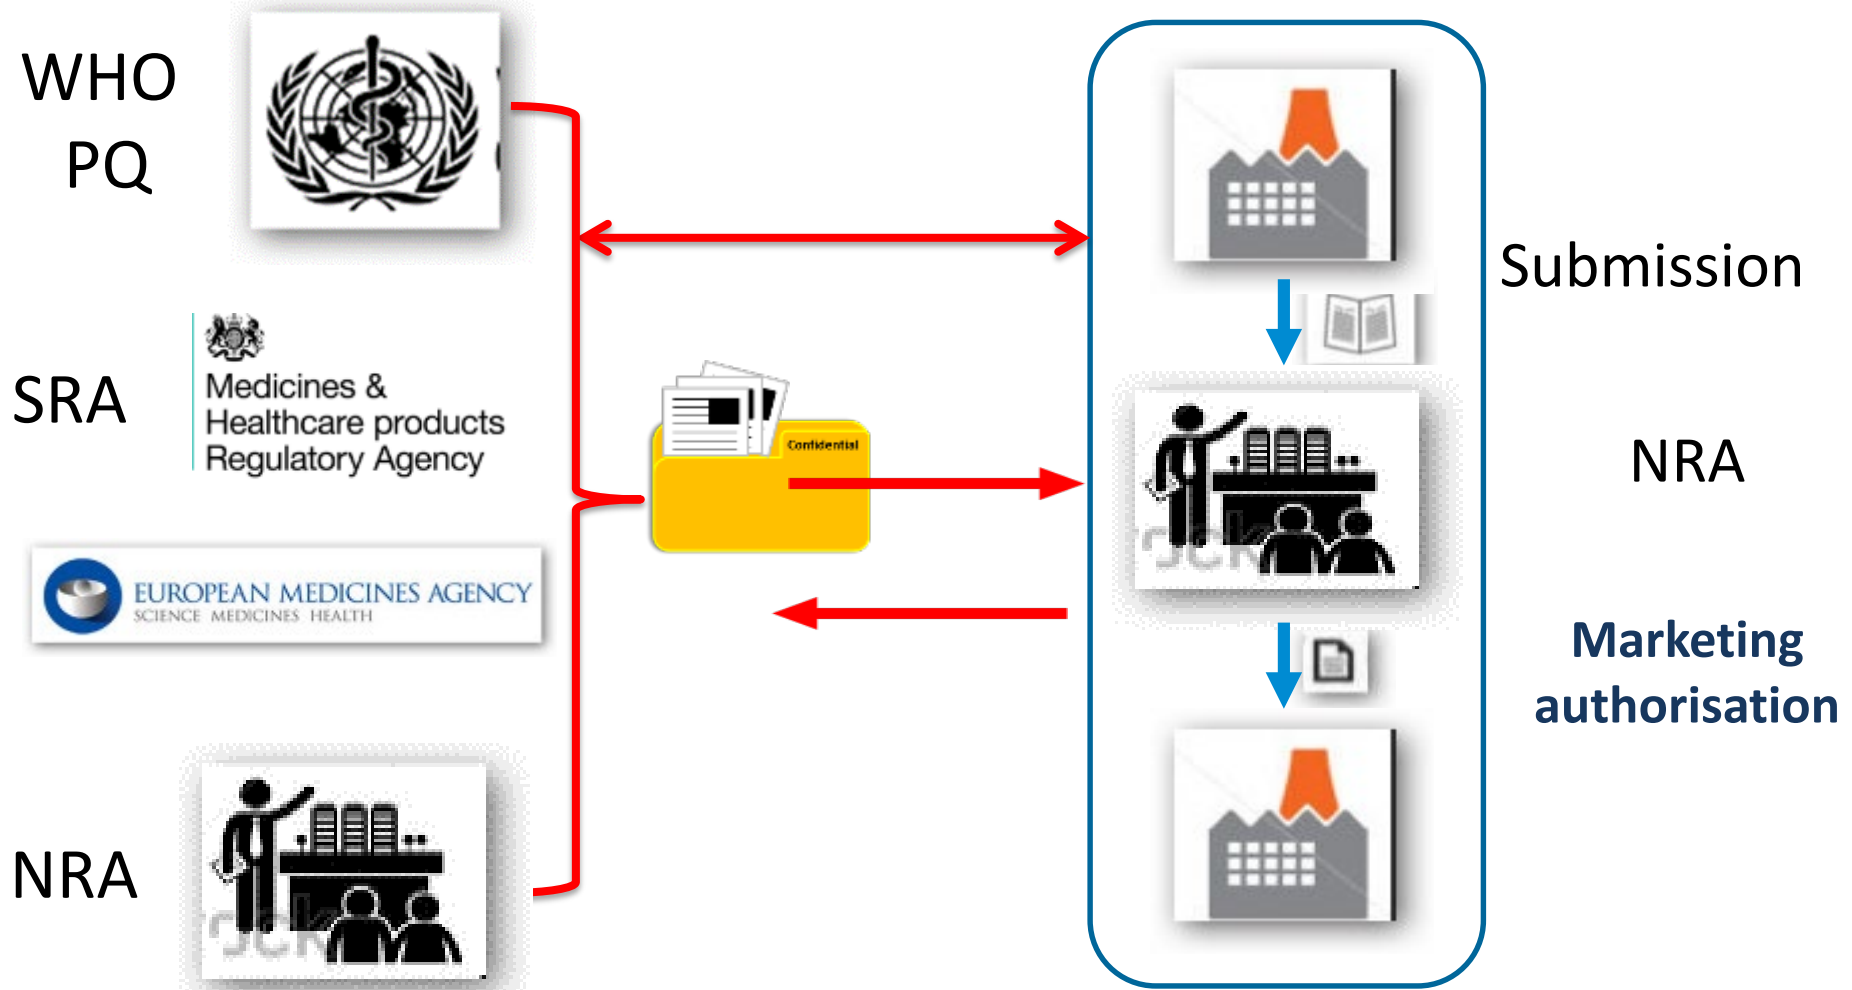 WHO
PQ
SRA
Medicines &
Healthcare products
Regulatory Agency
EUROPEAN MEDICINES AGENCY
SCIENCE MEDICINES HEALTH
NRA
Confidential
Submission
NRA
Marketing
authorisation